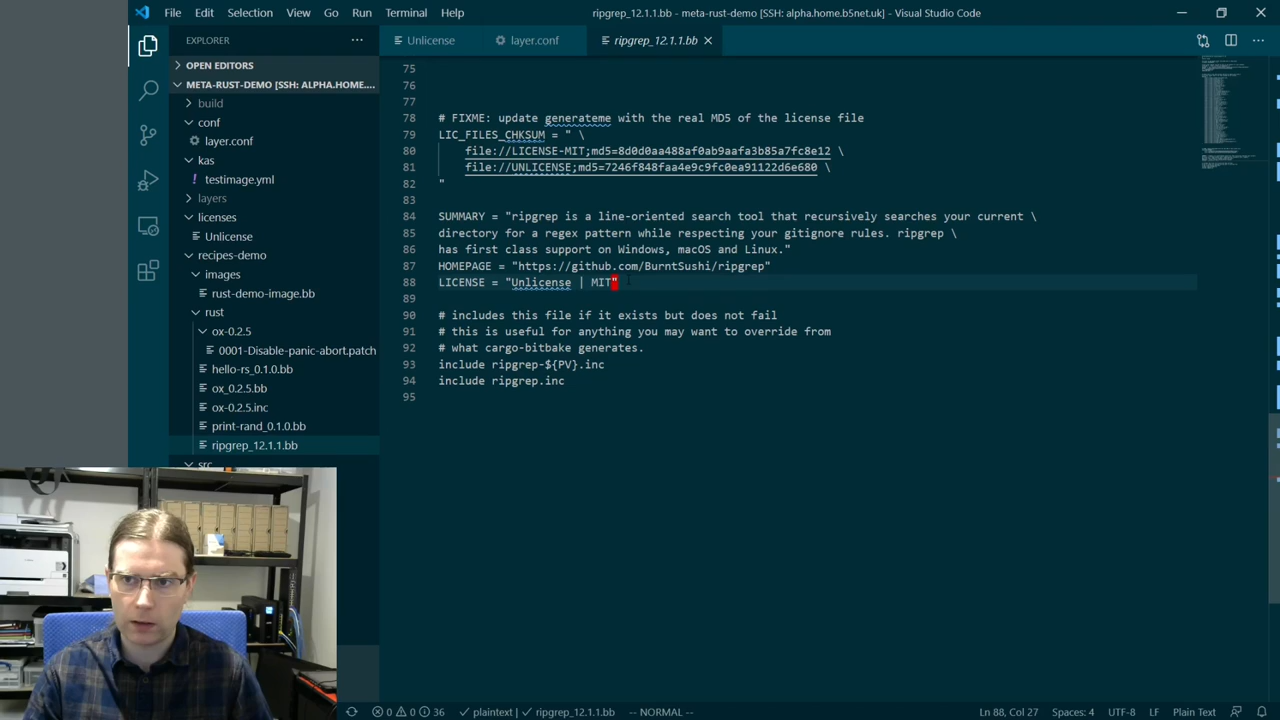 File Edit Selection View Go Run Terminal Help
ripgrep_12.1.1.bb - meta-rust-demo [SSH: alpha.home.b5net.uk] - Visual Studio Code
EXPLORER
OPEN EDITORS
META-RUST-DEMO [SSH: ALPHA.HOME....
build
conf
layer.conf
kas
testimage.yml
layers
licenses
Unlicense
recipes-demo
images
rust-demo-image.bb
rust
ox-0.2.5
0001-Disable-panic-abort.patch
hello-rs_0.1.0.bb
ox_0.2.5.bb
ox-0.2.5.inc
print-rand_0.1.0.bb
ripgrep_12.1.1.bb
src
Unlicense layer.conf ripgrep_12.1.1.bb
75
76
77
78 # FIXME: update generateme with the real MD5 of the license file
79 LIC_FILES_CHKSUM = " \
80 file://LICENSE-MIT;md5=8d0d0aa488af0ab9aafa3b85a7fc8e12 \
81 file://UNLICENSE;md5=7246f848faa4e9c9fc0ea91122d6e680 \
82 "
83
84 SUMMARY = "ripgrep is a line-oriented search tool that recursively searches your current \
85 directory for a regex pattern while respecting your gitignore rules. ripgrep \
86 has first class support on Windows, macOS and Linux."
87 HOMEPAGE = "https://github.com/BurntSushi/ripgrep"
88 LICENSE = "Unlicense | MIT"
89
90 # includes this file if it exists but does not fail
91 # this is useful for anything you may want to override from
92 # what cargo-bitbake generates.
93 include ripgrep-${PV}.inc
94 include ripgrep.inc
95
0 0 36 plaintext | ripgrep_12.1.1.bb -- NORMAL -- Ln 88, Col 27 Spaces: 4 UTF-8 LF Plain Text